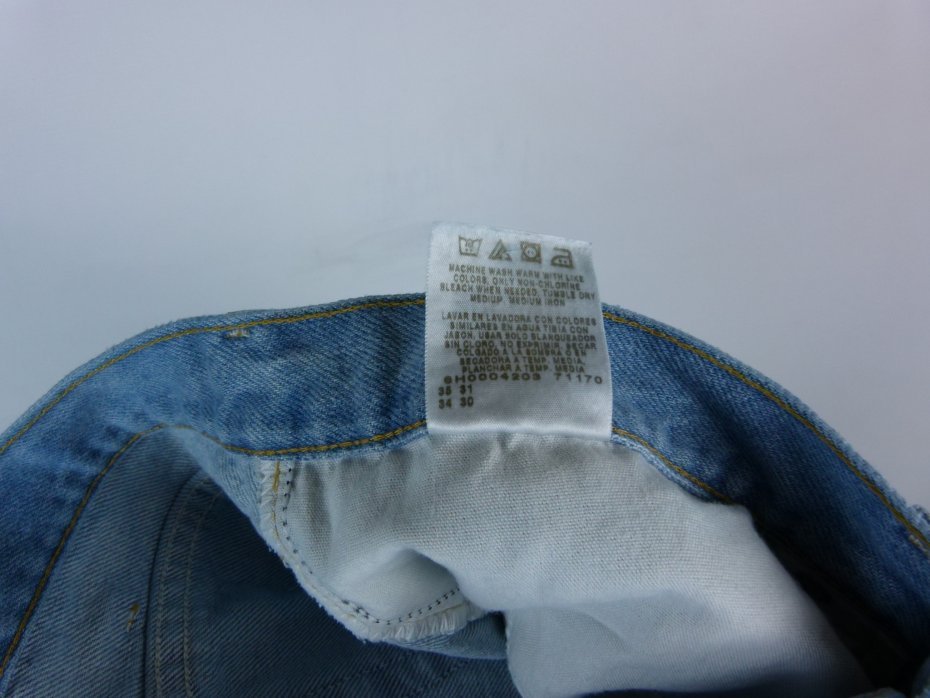 MACHINE WASH WARM WITH LIKE
COLORS. ONLY NON-CHLORINE
BLEACH WHEN NEEDED. TUMBLE DRY
MEDIUM. MEDIUM IRON
LAVAR EN LAVADORA CON COLORES
SIMILARES EN AGUA TIBIA CON
JABON. USAR SOLO BLANQUEADOR
SIN CLORO. NO EXPRIMIR. SECAR
COLGADO A LA SOMBRA O EN
SECADORA A TEMP. MEDIA.
PLANCHAR A TEMP. MEDIA
6H0004203 71170
35 31
34 30